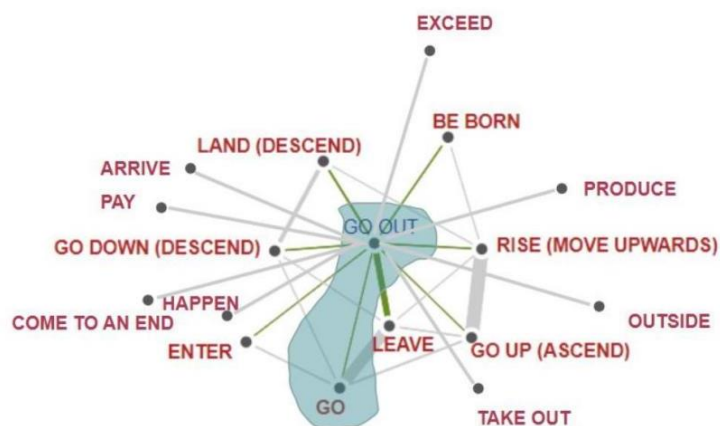 EXCEED
BE BORN
LAND (DESCEND)
ARRIVE
PRODUCE
PAY
GO OUT
GO DOWN (DESCEND)
RISE (MOVE UPWARDS)
HAPPEN
COME TO AN END
OUTSIDE
ENTER
LEAVE
GO UP (ASCEND)
GO
TAKE OUT